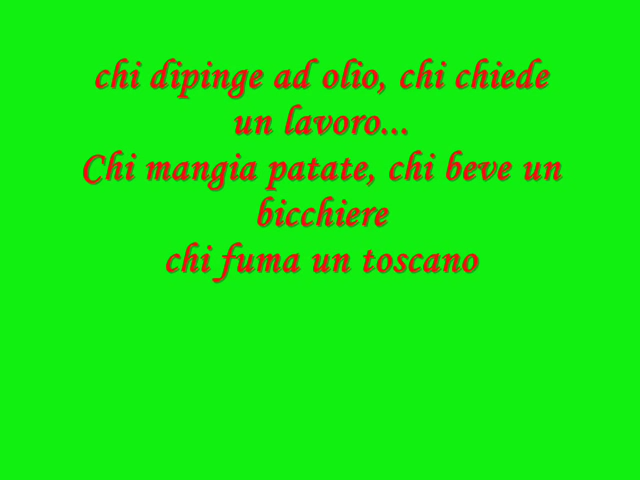 chi dipinge ad olio, chi chiede
un lavoro...
Chi mangia patate, chi beve un
bicchiere
chi fuma un toscano